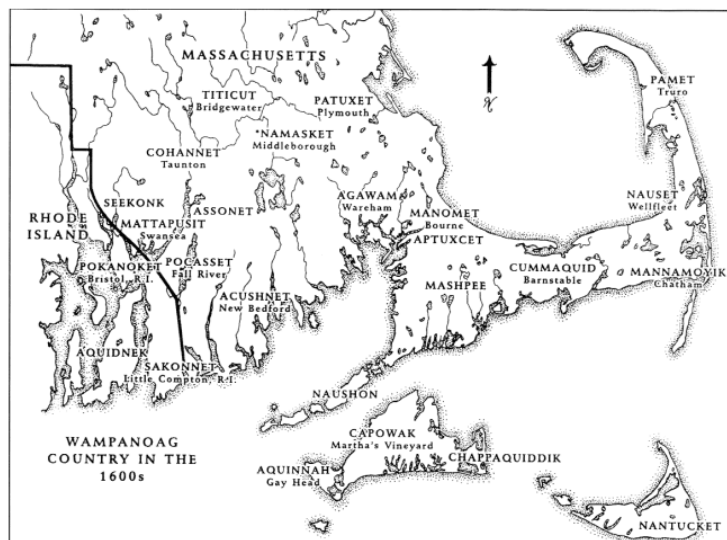 MASSACHUSETTS
PAMET
Truro
TITICUT
Bridgewater
PATUXET
Plymouth
N
*NAMASKET
Middleborough
COHANNET
Taunton
SEEKONK
ASSONET
AGAWAM
Wareham
NAUSET
Wellfleet
RHODE
ISLAND
MATTAPUSIT
Swansea
MANOMET
Bourne
APTUXCET
POKANOKET
Bristol, R.I.
POCASSET
Fall River
CUMMAQUID
Barnstable
MANNAMOYIK
Chatham
ACUSHNET
New Bedford
MASHPEE
AQUIDNEK
SAKONNET
Little Compton, R.I.
NAUSHON
WAMPANOAG
COUNTRY IN THE
1600s
CAPOWAK
Martha's Vineyard
CHAPPAQUIDDIK
AQUINNAH
Gay Head
NANTUCKET